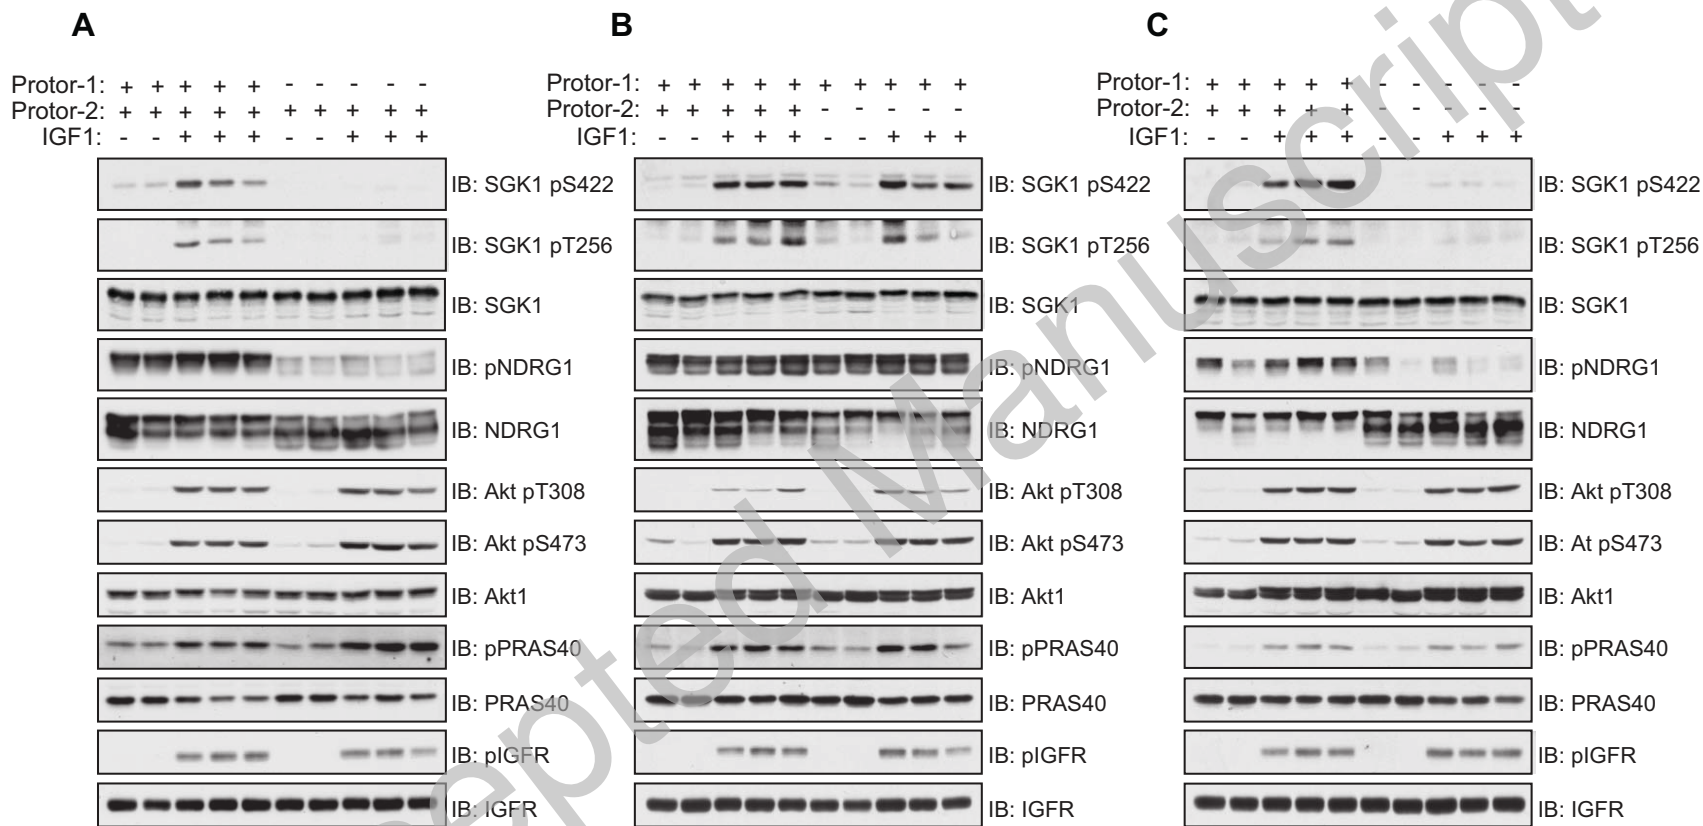 A
Protor-1: + + + + + - - - - -
Protor-2: + + + + + + + + + +
IGF1: - - + + + - - + + +
IB: SGK1 pS422
IB: SGK1 pT256
IB: SGK1
IB: pNDRG1
IB: NDRG1
IB: Akt pT308
IB: Akt pS473
IB: Akt1
IB: pPRAS40
IB: PRAS40
IB: pIGFR
IB: IGFR
B
Protor-1: + + + + + + + + + +
Protor-2: + + + + + - - - - -
IGF1: - - + + + - - + + +
IB: SGK1 pS422
IB: SGK1 pT256
IB: SGK1
IB: pNDRG1
IB: NDRG1
IB: Akt pT308
IB: Akt pS473
IB: Akt1
IB: pPRAS40
IB: PRAS40
IB: pIGFR
IB: IGFR
C
Protor-1: + + + + + - - - - -
Protor-2: + + + + + - - - - -
IGF1: - - + + + - - + + +
IB: SGK1 pS422
IB: SGK1 pT256
IB: SGK1
IB: pNDRG1
IB: NDRG1
IB: Akt pT308
IB: At pS473
IB: Akt1
IB: pPRAS40
IB: PRAS40
IB: pIGFR
IB: IGFR
epted Manuscript